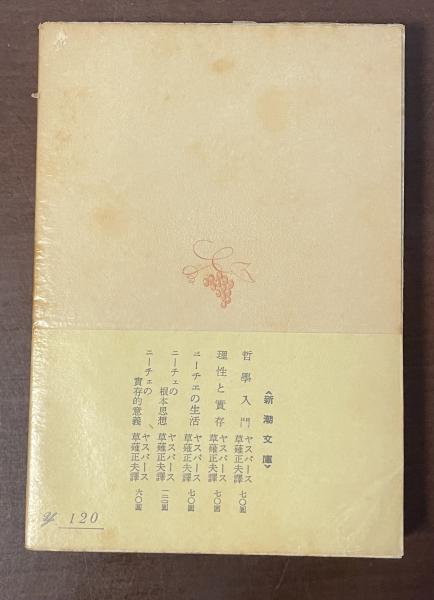 《新潮文庫》
哲學入門 ヤスパース 草薙正夫譯 七〇圓
理性と實存 ヤスパース 草薙正夫譯 七〇圓
ニーチェの生活 ヤスパース 草薙正夫譯 七〇圓
ニーチェの根本思想 ヤスパース 草薙正夫譯 一二〇圓
ニーチェの實存的意義 ヤスパース 草薙正夫譯 六〇圓
120